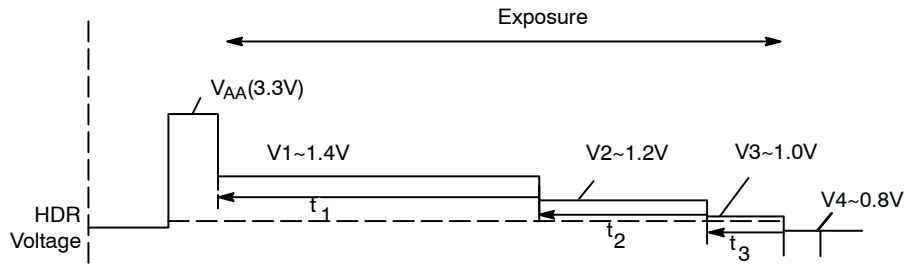 Exposure
VAA(3.3V)
V1~1.4V
V2~1.2V
V3~1.0V
V4~0.8V
HDR
Voltage
t1
t2
t3